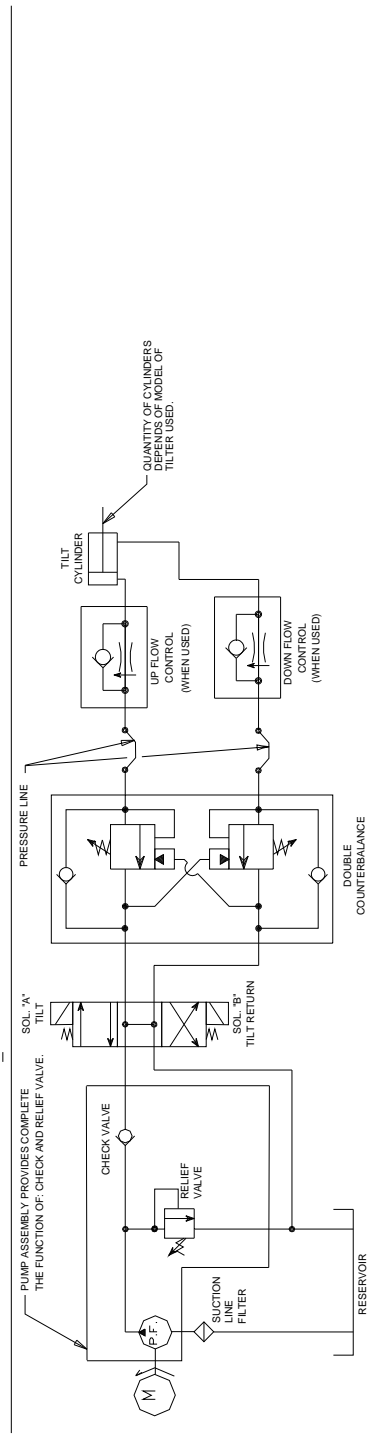 PUMP ASSEMBLY PROVIDES COMPLETE
THE FUNCTION OF: CHECK AND RELIEF VALVE.
M
P.F.
SUCTION
LINE
FILTER
RESERVOIR
RELIEF
VALVE
CHECK VALVE
SOL. "A"
TILT
SOL. "B"
TILT RETURN
DOUBLE
COUNTERBALANCE
PRESSURE LINE
UP FLOW
CONTROL
(WHEN USED)
DOWN FLOW
CONTROL
(WHEN USED)
TILT
CYLINDER
QUANTITY OF CYLINDERS
DEPENDS OF MODEL OF
TILTER USED.